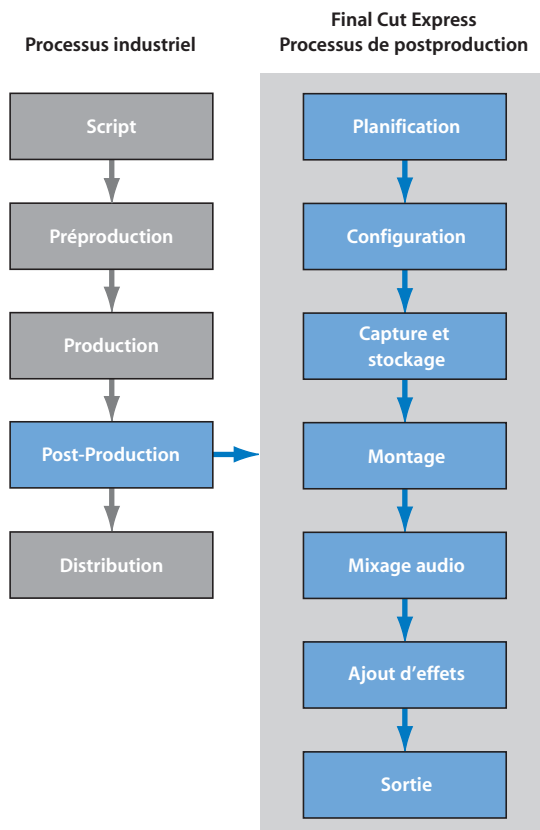 Processus industriel
Final Cut Express
Processus de postproduction
Script
Préproduction
Production
Post-Production
Distribution
Planification
Configuration
Capture et
stockage
Montage
Mixage audio
Ajout d’effets
Sortie